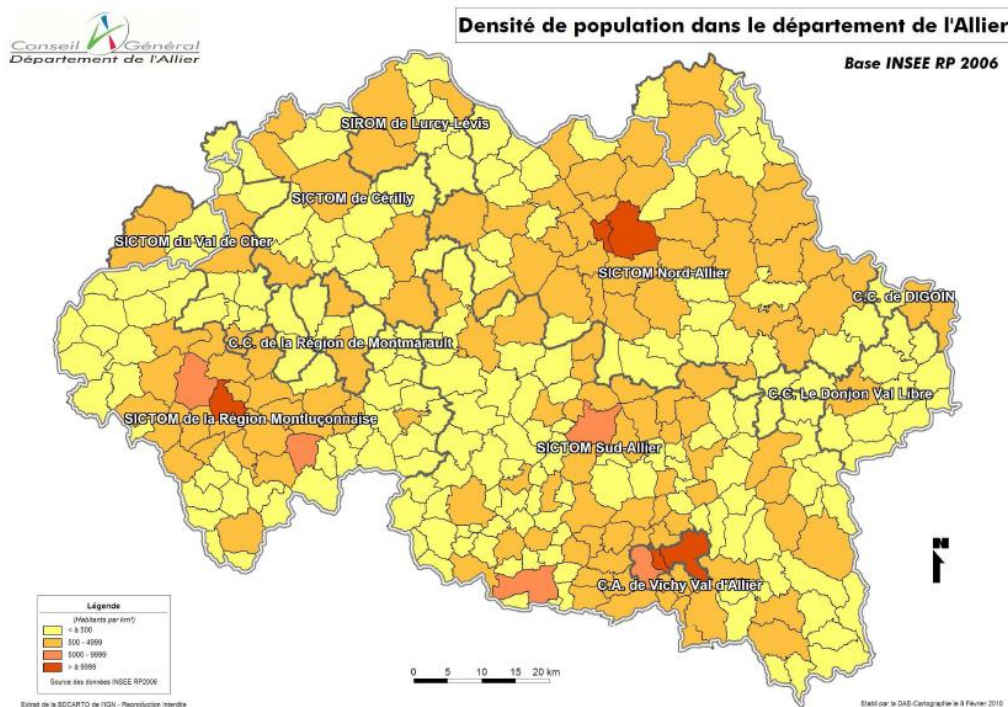 Conseil Général
Département de l'Allier
Densité de population dans le département de l'Allier
Base INSEE RP 2006
SIROM de Lurcy-Lévis
SICTOM de Cérilly
SICTOM du Val de Cher
SICTOM Nord-Allier
C.C. de DIGOIN
C.C. de la Région de Montmarault
C.C. Le Donjon Val Libre
SICTOM de la Région Montluçonnaise
SICTOM Sud-Allier
C.A. de Vichy Val d'Allier
N
Légende
(Habitants par km²)
< à 500
500 - 4999
5000 - 9999
> à 9999
Source des données INSEE RP2006
0 5 10 15 20 km
Extrait de la BDCARTO de l'IGN - Reproduction Interdite
Etabli par la DAE-Cartographie le 8 Février 2010